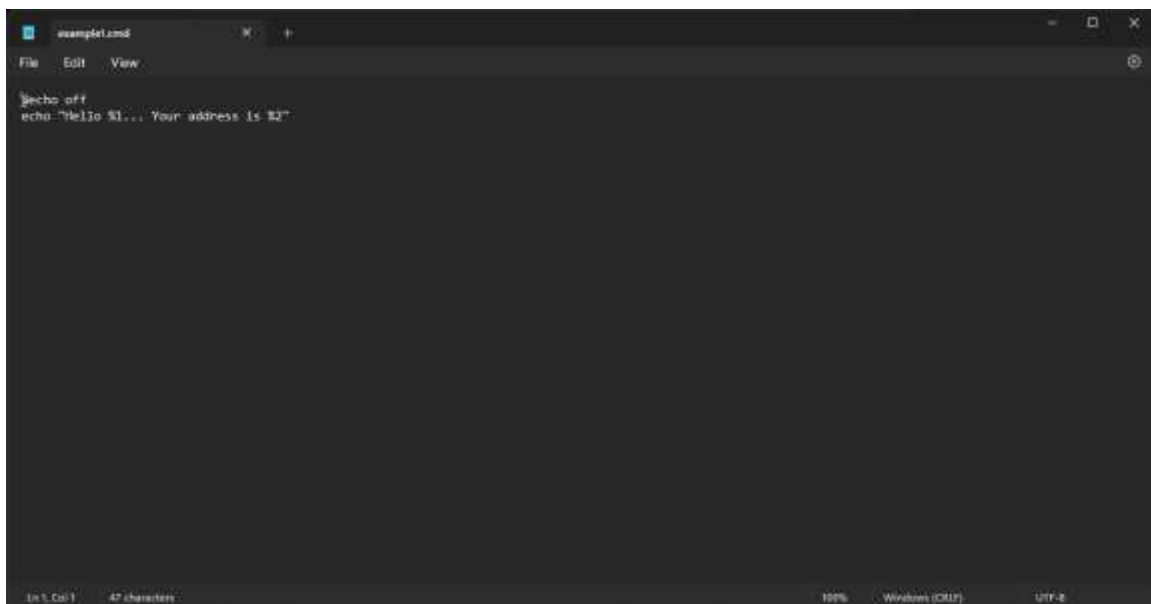 example1.cmd
File Edit View
@echo off
echo "Hello %1... Your address is %2"
Ln 1, Col 1 47 characters 100% Windows (CRLF) UTF-8